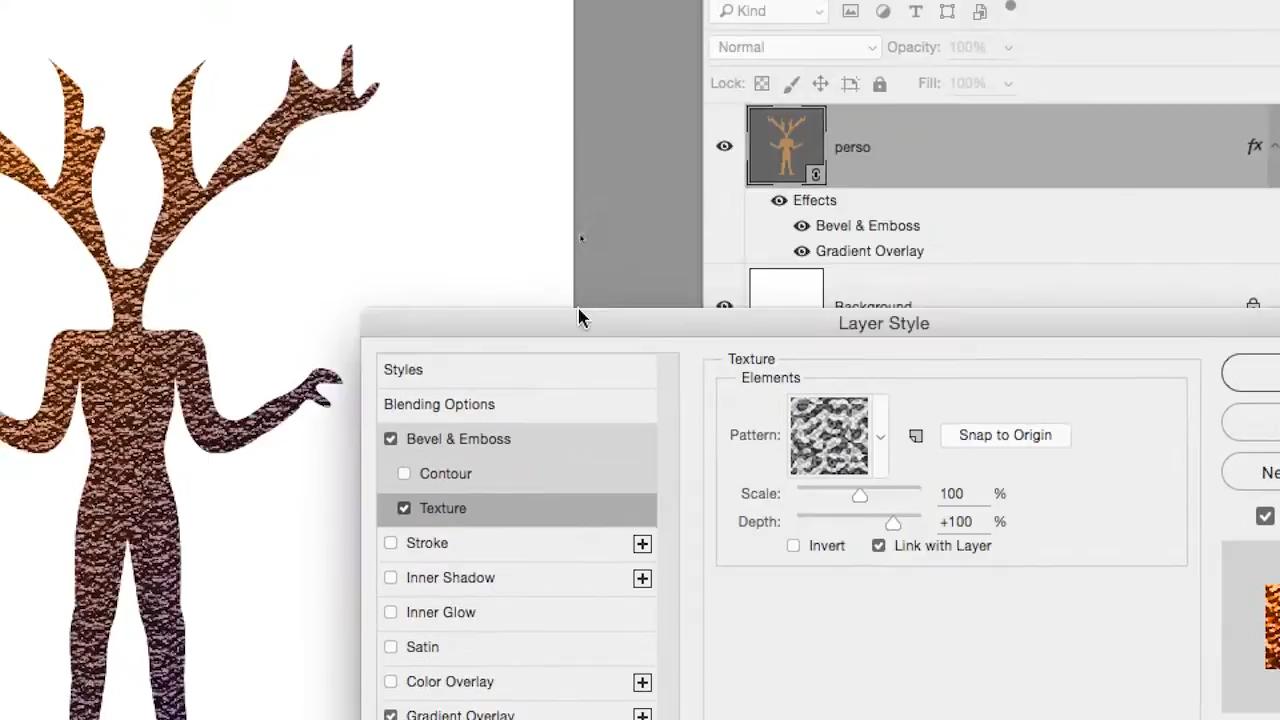 Kind
Normal Opacity: 100%
Lock: Fill: 100%
perso fx
Effects
Bevel & Emboss
Gradient Overlay
Background
Layer Style
Styles
Blending Options
Bevel & Emboss
Contour
Texture
Stroke
Inner Shadow
Inner Glow
Satin
Color Overlay
Gradient Overlay
Texture
Elements
Pattern: Snap to Origin
Scale: 100 %
Depth: +100 %
Invert Link with Layer
Ne